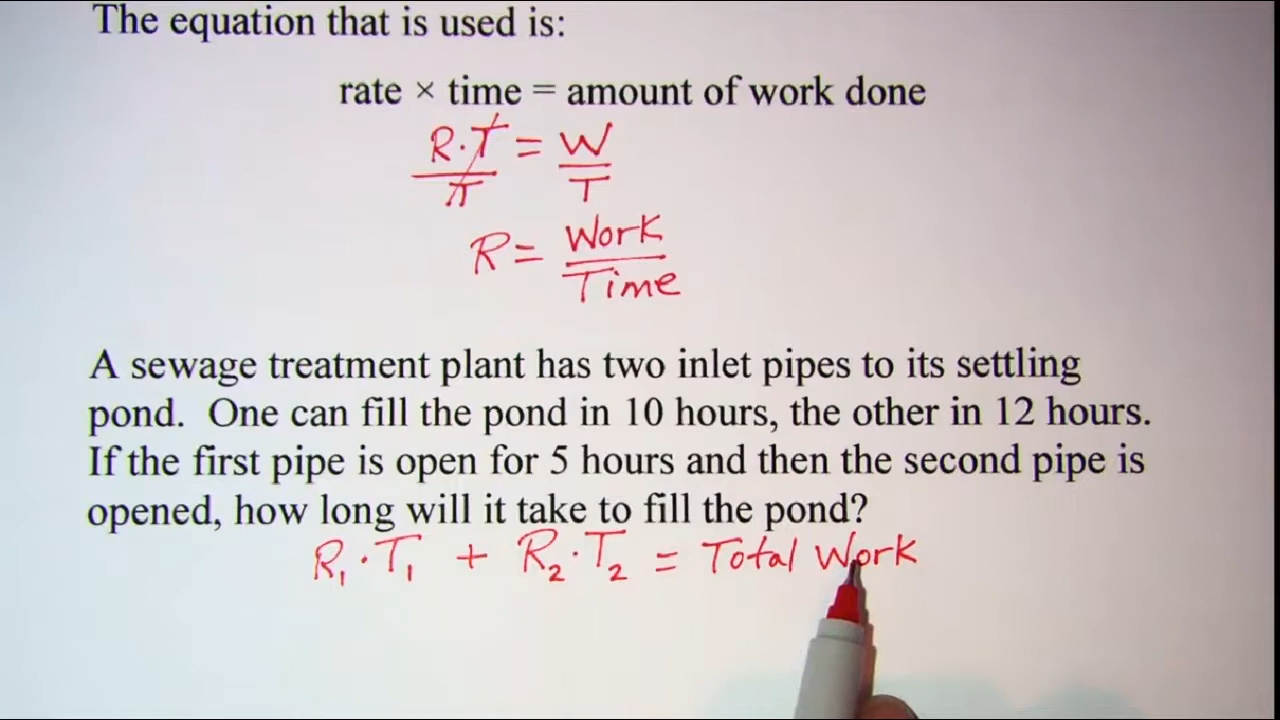 The equation that is used is:
rate × time = amount of work done
R·T = W
T T
R = Work
Time
A sewage treatment plant has two inlet pipes to its settling
pond. One can fill the pond in 10 hours, the other in 12 hours.
If the first pipe is open for 5 hours and then the second pipe is
opened, how long will it take to fill the pond?
R₁·T₁ + R₂·T₂ = Total Work